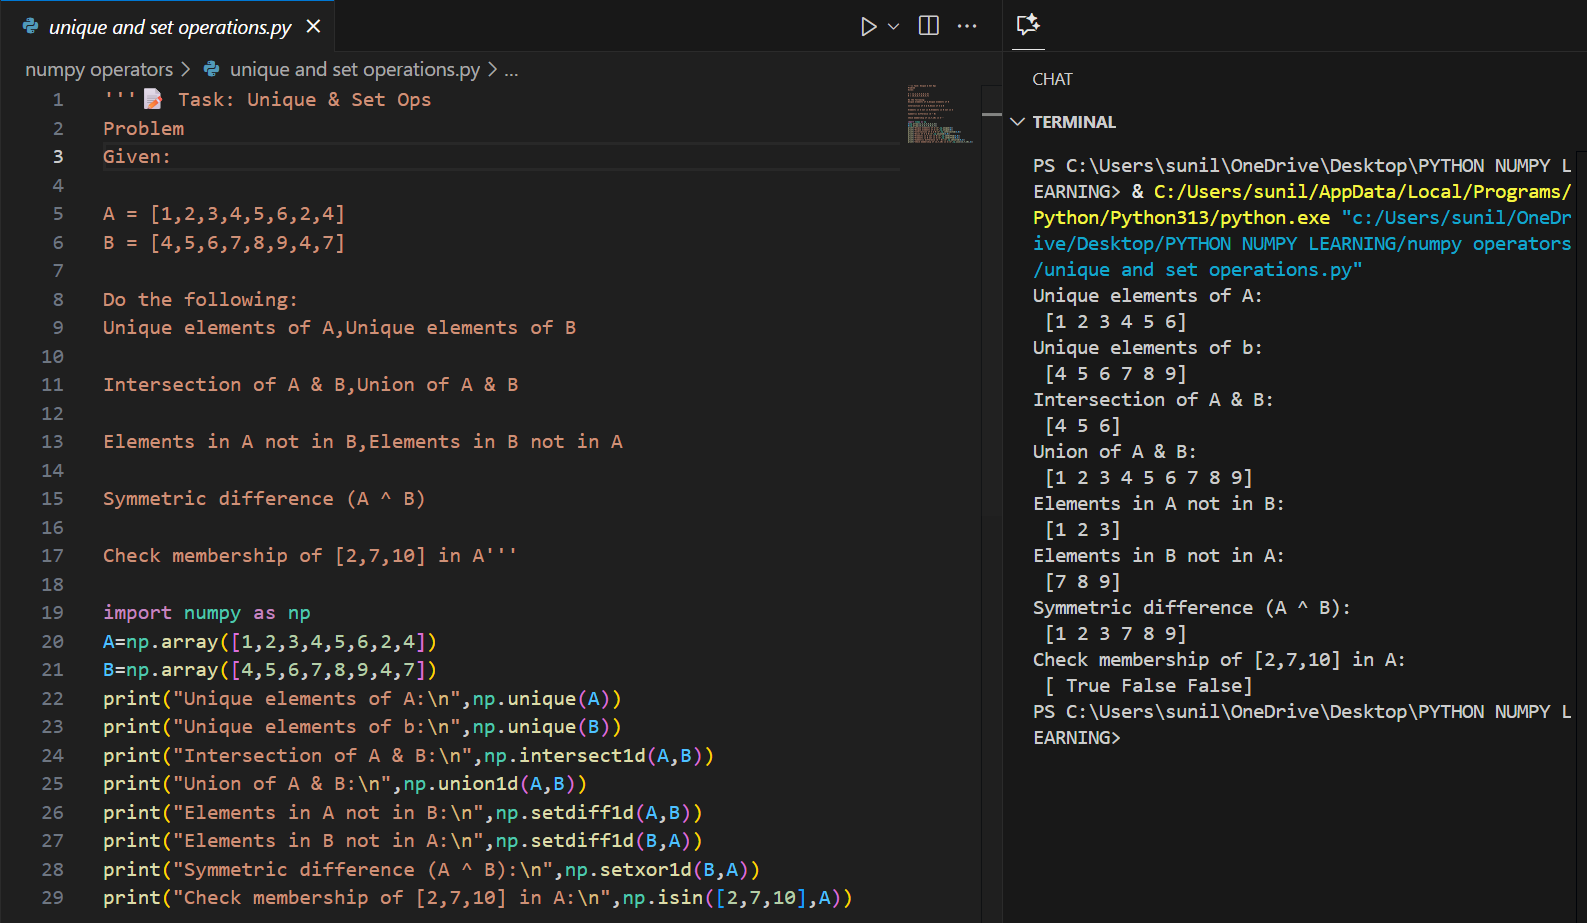 unique and set operations.py
numpy operators > unique and set operations.py > ...
1 '''📝 Task: Unique & Set Ops
2 Problem
3 Given:
4
5 A = [1,2,3,4,5,6,2,4]
6 B = [4,5,6,7,8,9,4,7]
7
8 Do the following:
9 Unique elements of A,Unique elements of B
10
11 Intersection of A & B,Union of A & B
12
13 Elements in A not in B,Elements in B not in A
14
15 Symmetric difference (A ^ B)
16
17 Check membership of [2,7,10] in A'''
18
19 import numpy as np
20 A=np.array([1,2,3,4,5,6,2,4])
21 B=np.array([4,5,6,7,8,9,4,7])
22 print("Unique elements of A:\n",np.unique(A))
23 print("Unique elements of b:\n",np.unique(B))
24 print("Intersection of A & B:\n",np.intersect1d(A,B))
25 print("Union of A & B:\n",np.union1d(A,B))
26 print("Elements in A not in B:\n",np.setdiff1d(A,B))
27 print("Elements in B not in A:\n",np.setdiff1d(B,A))
28 print("Symmetric difference (A ^ B):\n",np.setxor1d(B,A))
29 print("Check membership of [2,7,10] in A:\n",np.isin([2,7,10],A))
CHAT
TERMINAL
PS C:\Users\sunil\OneDrive\Desktop\PYTHON NUMPY L
EARNING> & C:/Users/sunil/AppData/Local/Programs/
Python/Python313/python.exe "c:/Users/sunil/OneDr
ive/Desktop/PYTHON NUMPY LEARNING/numpy operators
/unique and set operations.py"
Unique elements of A:
[1 2 3 4 5 6]
Unique elements of b:
[4 5 6 7 8 9]
Intersection of A & B:
[4 5 6]
Union of A & B:
[1 2 3 4 5 6 7 8 9]
Elements in A not in B:
[1 2 3]
Elements in B not in A:
[7 8 9]
Symmetric difference (A ^ B):
[1 2 3 7 8 9]
Check membership of [2,7,10] in A:
[ True False False]
PS C:\Users\sunil\OneDrive\Desktop\PYTHON NUMPY L
EARNING>